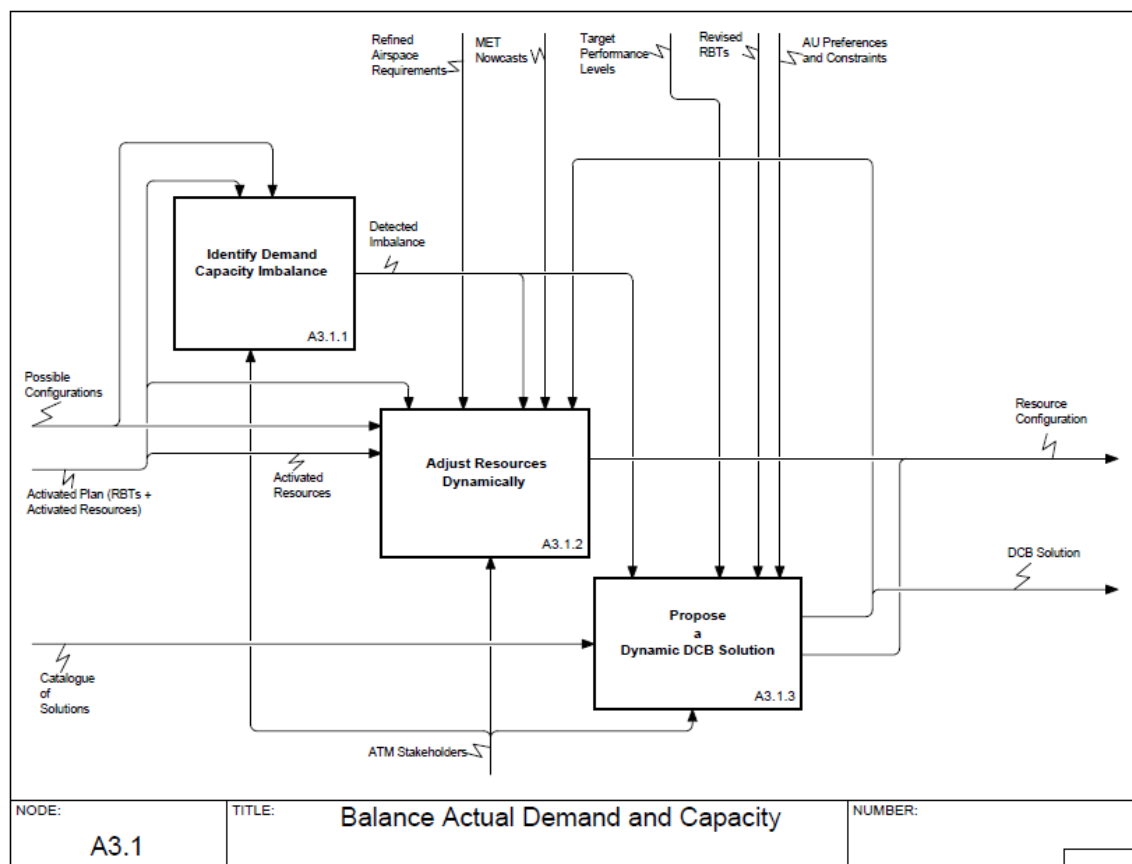 Refined
Airspace
Requirements
MET
Nowcasts
Target
Performance
Levels
Revised
RBTs
AU Preferences
and Constraints
Identify Demand
Capacity Imbalance
A3.1.1
Detected
Imbalance
Possible
Configurations
Activated Plan (RBTs +
Activated Resources)
Activated
Resources
Adjust Resources
Dynamically
A3.1.2
Resource
Configuration
DCB Solution
Propose
a
Dynamic DCB Solution
A3.1.3
Catalogue
of
Solutions
ATM Stakeholders
NODE:
A3.1
TITLE:
Balance Actual Demand and Capacity
NUMBER: